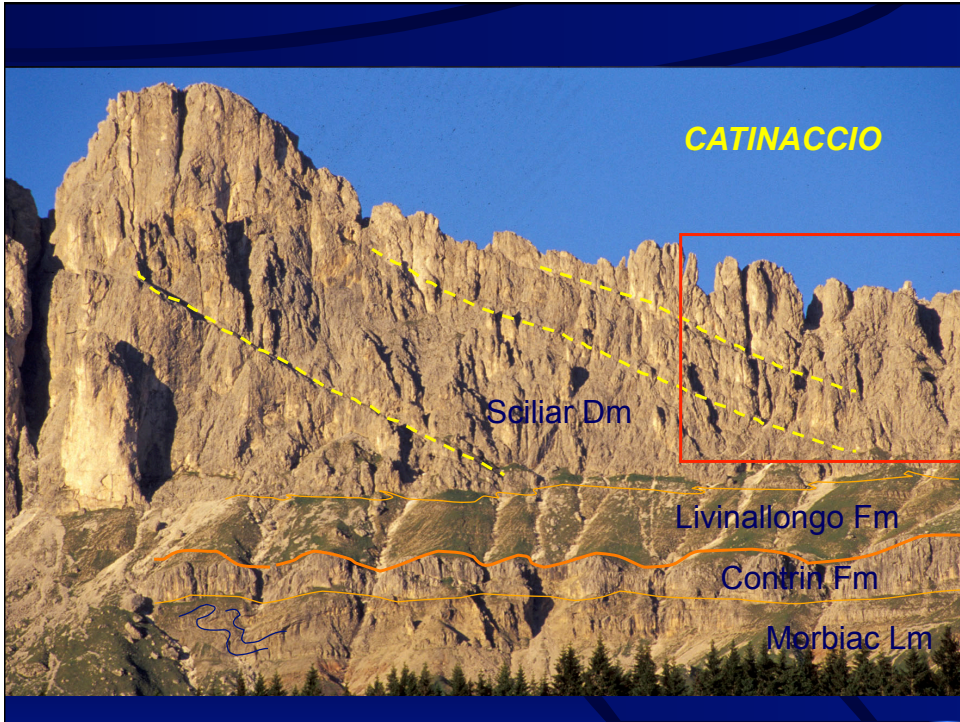 CATINACCIO
Sciliar Dm
Livinallongo Fm
Contrin Fm
Morbiac Lm